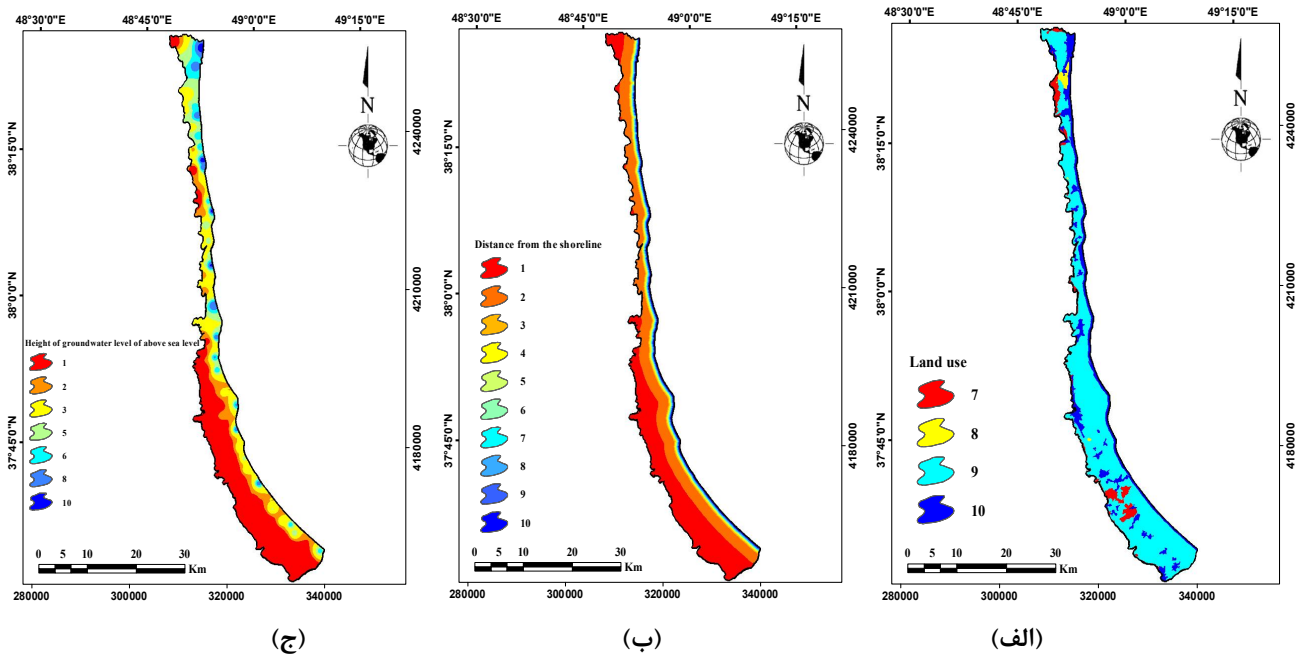 48°30'0"E 48°45'0"E 49°0'0"E 49°15'0"E
N
38°15'0"N
38°0'0"N
37°45'0"N
4240000
4210000
4180000
Height of groundwater level of above sea level
1
2
3
5
6
8
10
0 5 10 20 30
Km
280000 300000 320000 340000
(ج)
48°30'0"E 48°45'0"E 49°0'0"E 49°15'0"E
N
38°15'0"N
38°0'0"N
37°45'0"N
4240000
4210000
4180000
Distance from the shoreline
1
2
3
4
5
6
7
8
9
10
0 5 10 20 30
Km
280000 300000 320000 340000
(ب)
48°30'0"E 48°45'0"E 49°0'0"E 49°15'0"E
N
38°15'0"N
38°0'0"N
37°45'0"N
4240000
4210000
4180000
Land use
7
8
9
10
0 5 10 20 30
Km
280000 300000 320000 340000
(الف)